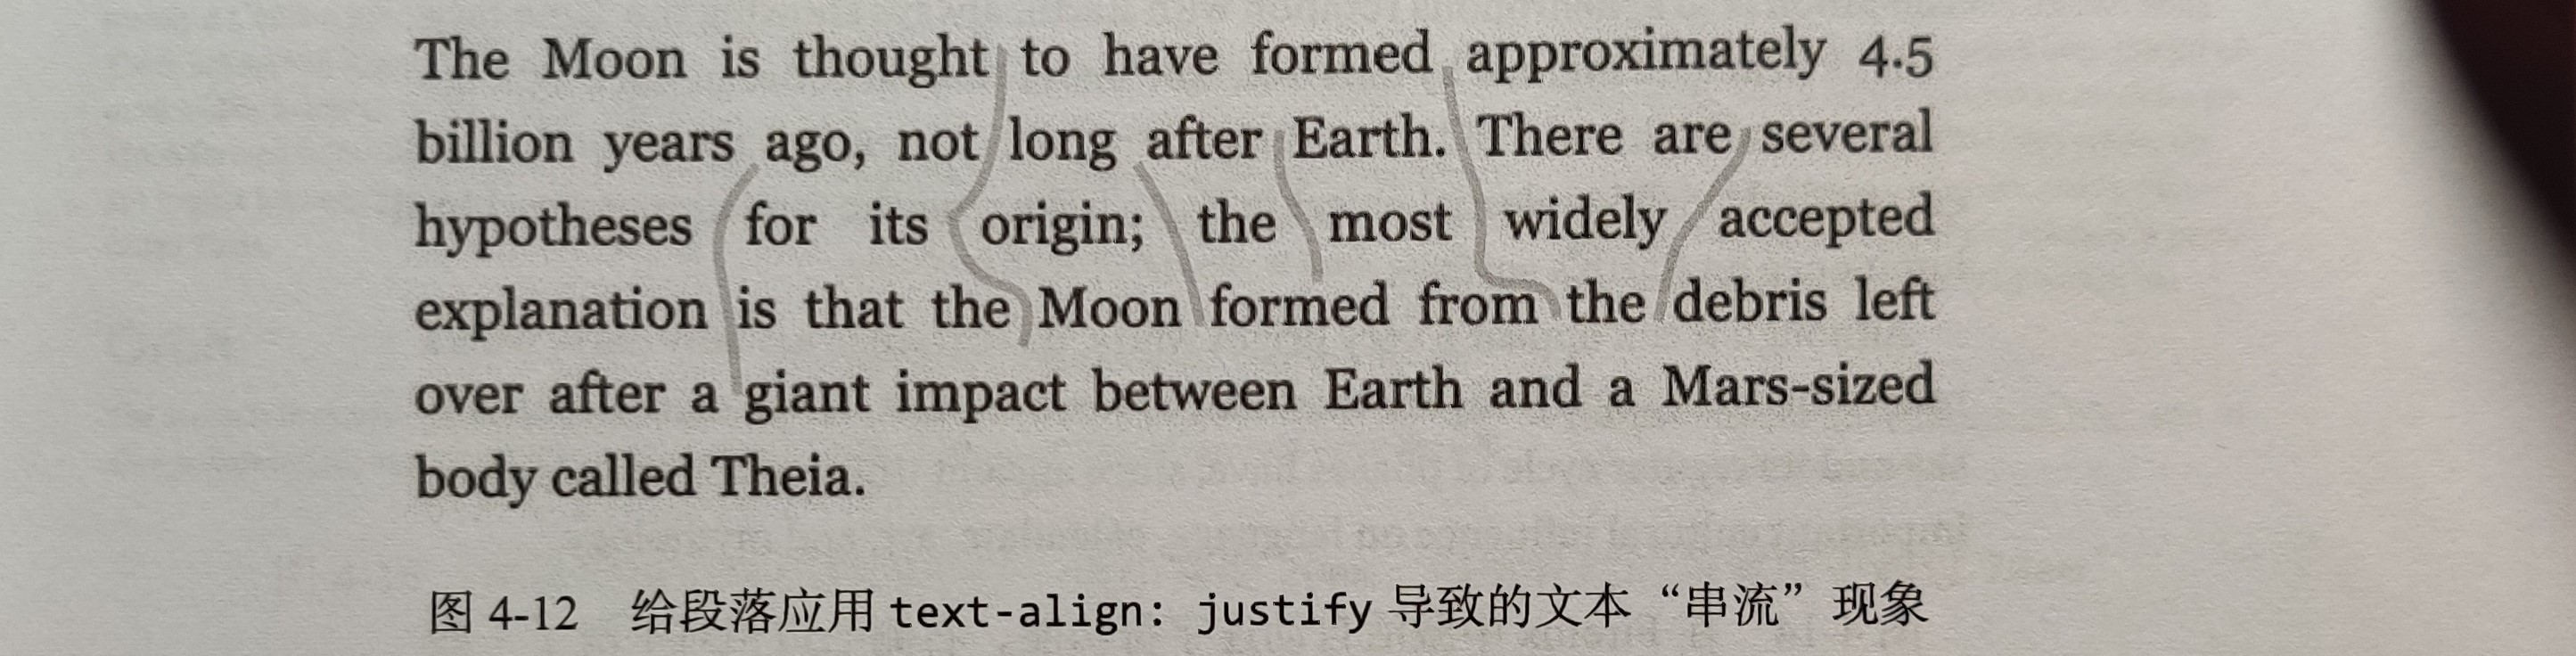 The Moon is thought to have formed approximately 4.5
billion years ago, not long after Earth. There are several
hypotheses for its origin; the most widely accepted
explanation is that the Moon formed from the debris left
over after a giant impact between Earth and a Mars-sized
body called Theia.
图 4-12 给段落应用 text-align: justify 导致的文本“串流”现象